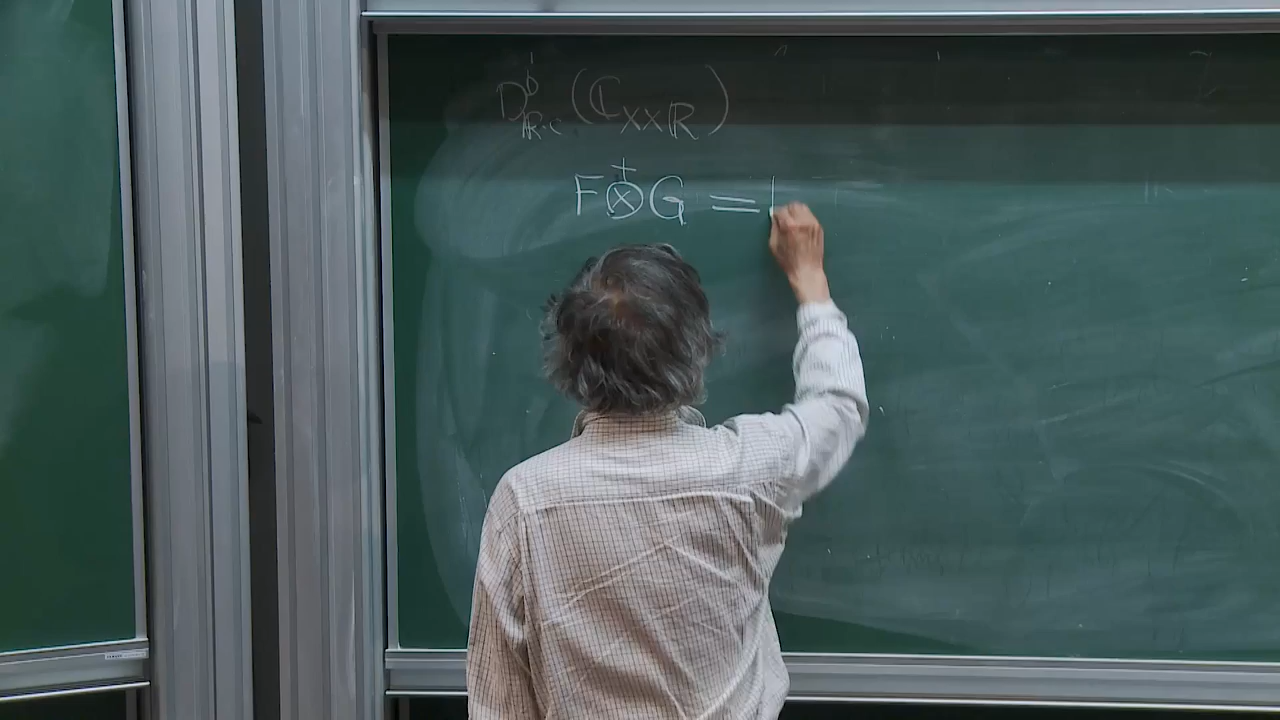 D^b_{ℝ-c}(ℂ_{X×ℝ})
F ⊗^+ G =